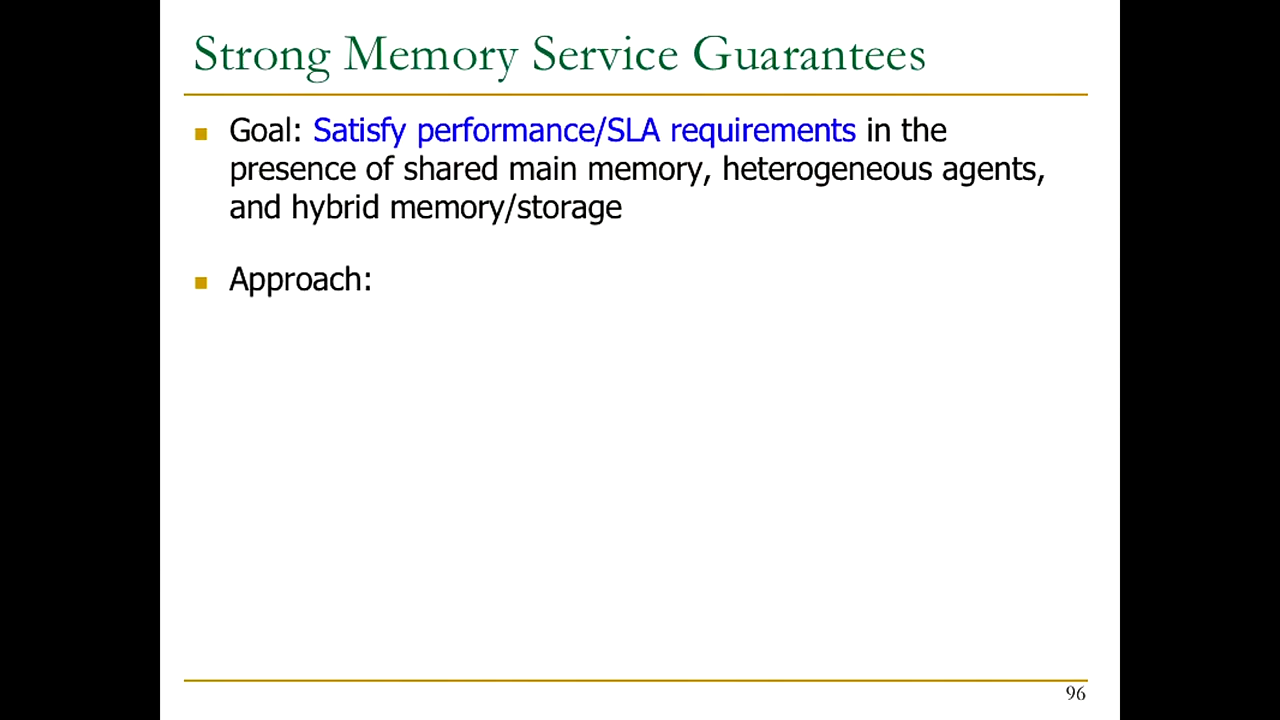 Strong Memory Service Guarantees
Goal: Satisfy performance/SLA requirements in the
presence of shared main memory, heterogeneous agents,
and hybrid memory/storage
Approach:
96